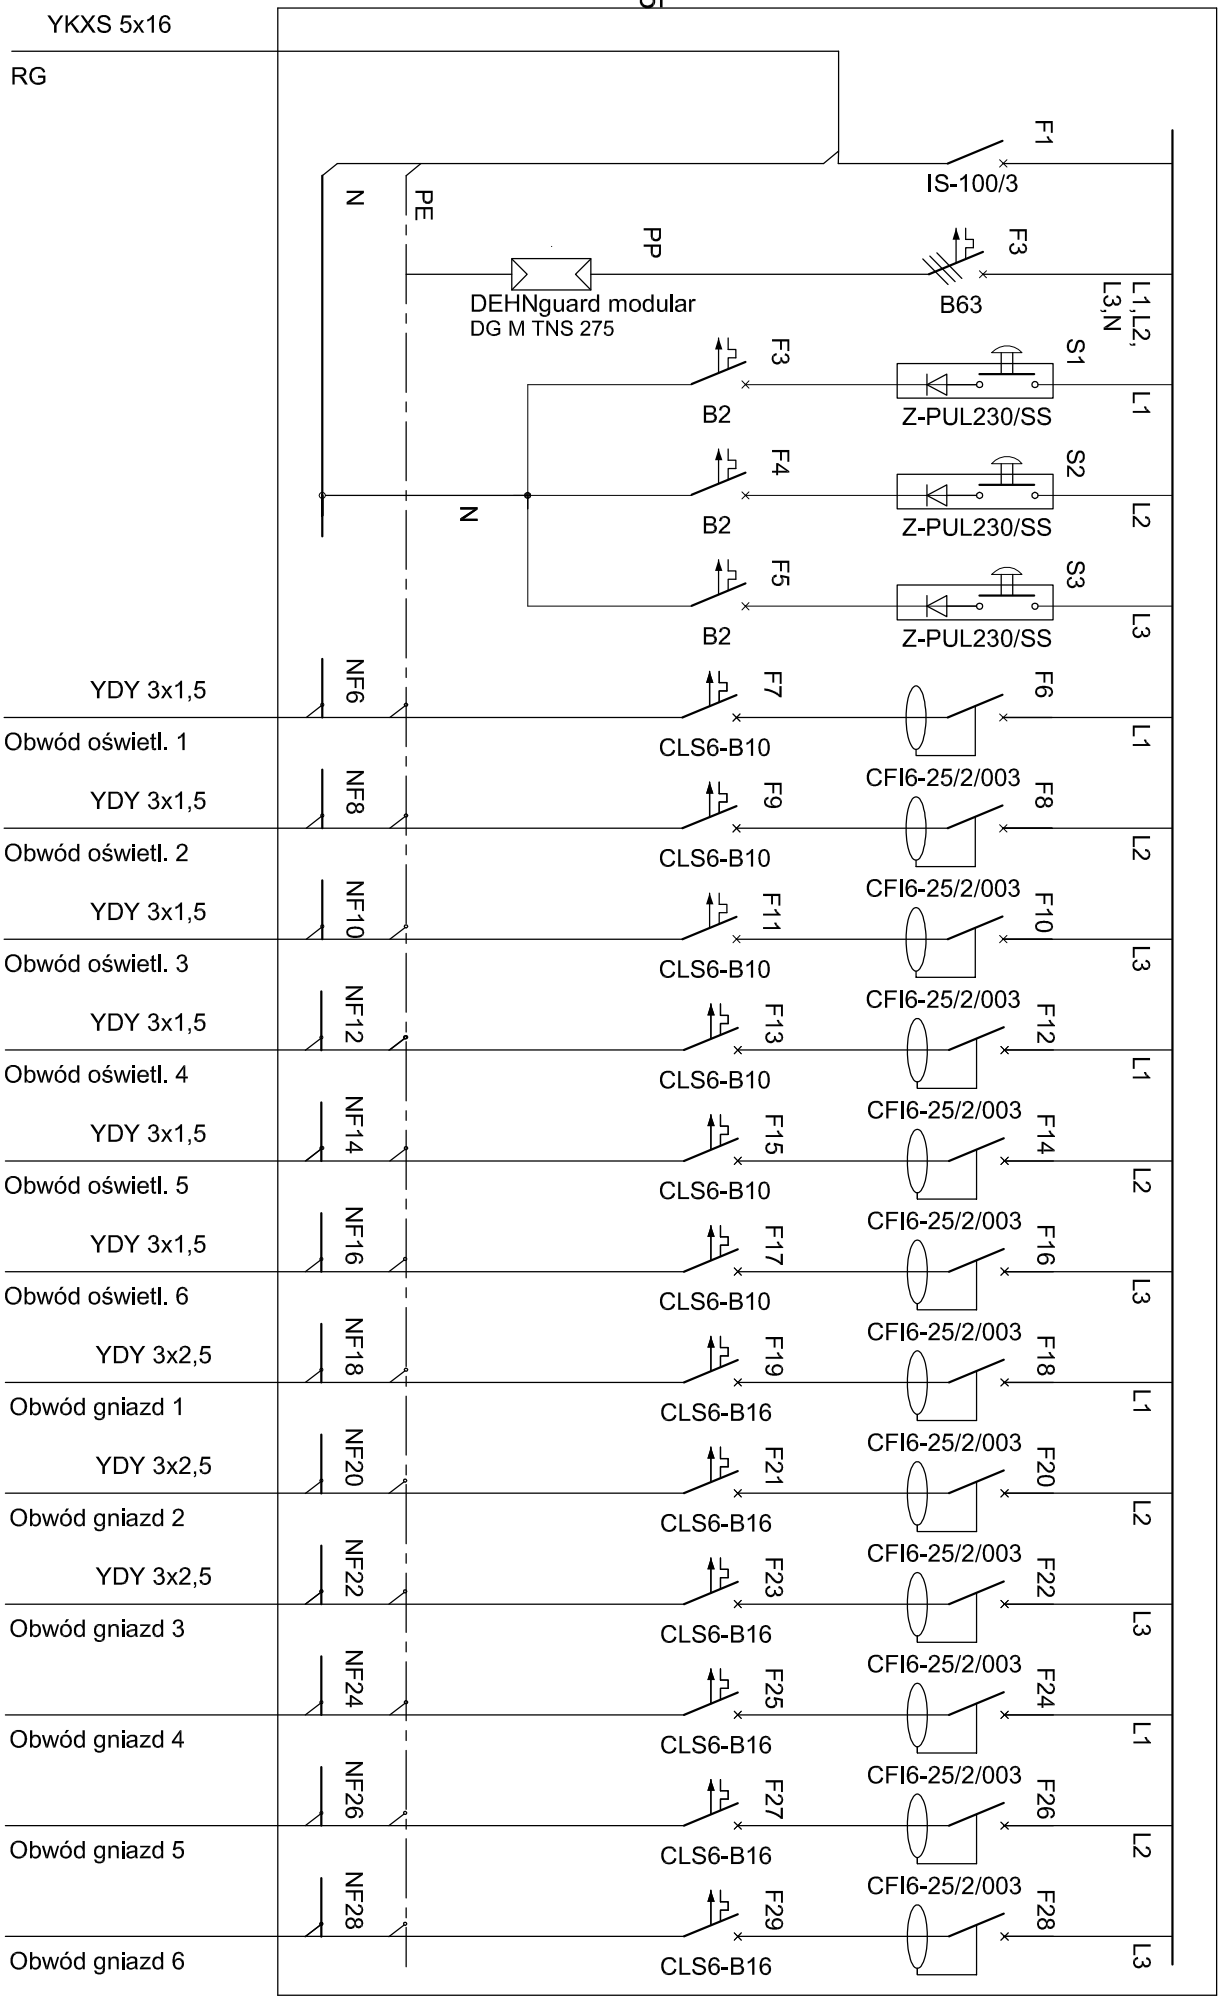 YKXS 5x16
RG
F1
IS-100/3
N
PE
PP
F3
L1,L2,
L3,N
B63
DEHNguard modular
DG M TNS 275
F3
S1
L1
B2
Z-PUL230/SS
F4
S2
L2
B2
Z-PUL230/SS
N
F5
S3
L3
B2
Z-PUL230/SS
YDY 3x1,5
NF6
F7
F6
L1
Obwód oświetl. 1
CLS6-B10
CFI6-25/2/003
YDY 3x1,5
NF8
F9
F8
L2
Obwód oświetl. 2
CLS6-B10
CFI6-25/2/003
YDY 3x1,5
NF10
F11
F10
L3
Obwód oświetl. 3
CLS6-B10
CFI6-25/2/003
YDY 3x1,5
NF12
F13
F12
L1
Obwód oświetl. 4
CLS6-B10
CFI6-25/2/003
YDY 3x1,5
NF14
F15
F14
L2
Obwód oświetl. 5
CLS6-B10
CFI6-25/2/003
YDY 3x1,5
NF16
F17
F16
L3
Obwód oświetl. 6
CLS6-B10
CFI6-25/2/003
YDY 3x2,5
NF18
F19
F18
L1
Obwód gniazd 1
CLS6-B16
CFI6-25/2/003
YDY 3x2,5
NF20
F21
F20
L2
Obwód gniazd 2
CLS6-B16
CFI6-25/2/003
YDY 3x2,5
NF22
F23
F22
L3
Obwód gniazd 3
CLS6-B16
CFI6-25/2/003
NF24
F25
F24
L1
Obwód gniazd 4
CLS6-B16
CFI6-25/2/003
NF26
F27
F26
L2
Obwód gniazd 5
CLS6-B16
CFI6-25/2/003
NF28
F29
F28
L3
Obwód gniazd 6
CLS6-B16